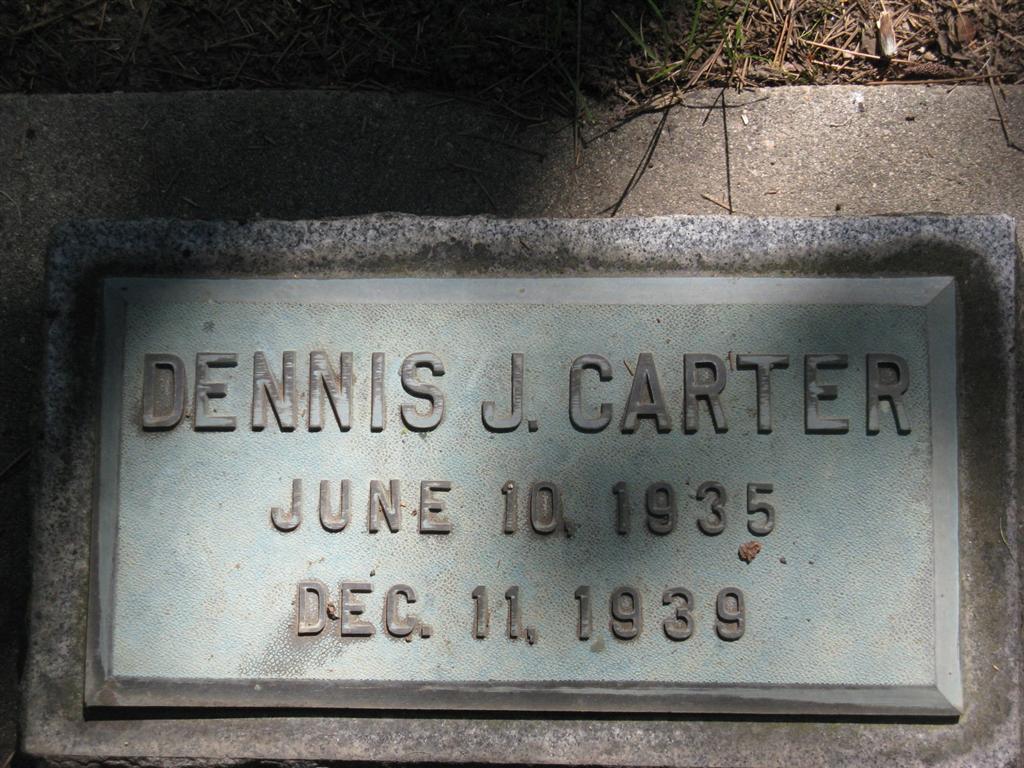 DENNIS J. CARTER
JUNE 10, 1935
DEC. 11, 1939